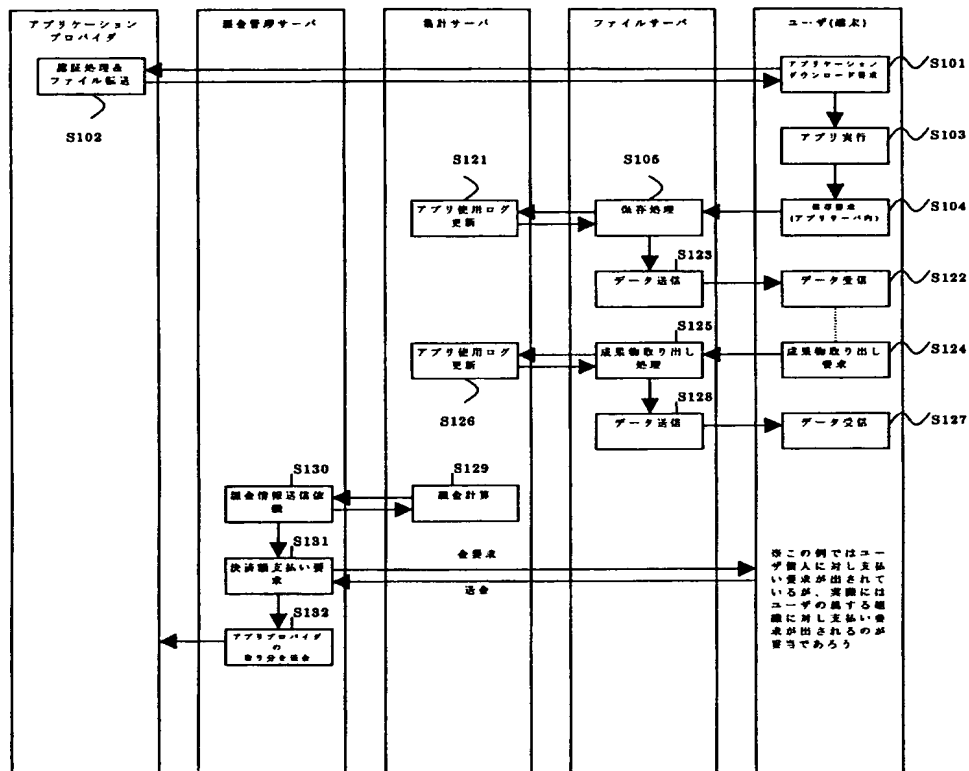 アプリケーション
プロバイダ
課金管理サーバ
集計サーバ
ファイルサーバ
ユーザ(端末)
認証処理&
ファイル転送
S102
アプリケーション
ダウンロード要求
S101
アプリ実行
S103
S121
アプリ使用ログ
更新
S105
保存処理
保存要求
(アプリサーバ内)
S104
S123
データ送信
データ受信
S122
アプリ使用ログ
更新
S126
S125
成果物取り出し
処理
成果物取り出し
要求
S124
S128
データ送信
データ受信
S127
S130
課金情報送信依
頼
S129
課金計算
S131
決済額支払い要
求
金要求
送金
S132
アプリプロバイダ
の
取り分を送金
※この例ではユー
ザ個人に対し支払
い要求が出されて
いるが、実際には
ユーザの属する組
織に対し支払い要
求が出されるのが
妥当であろう